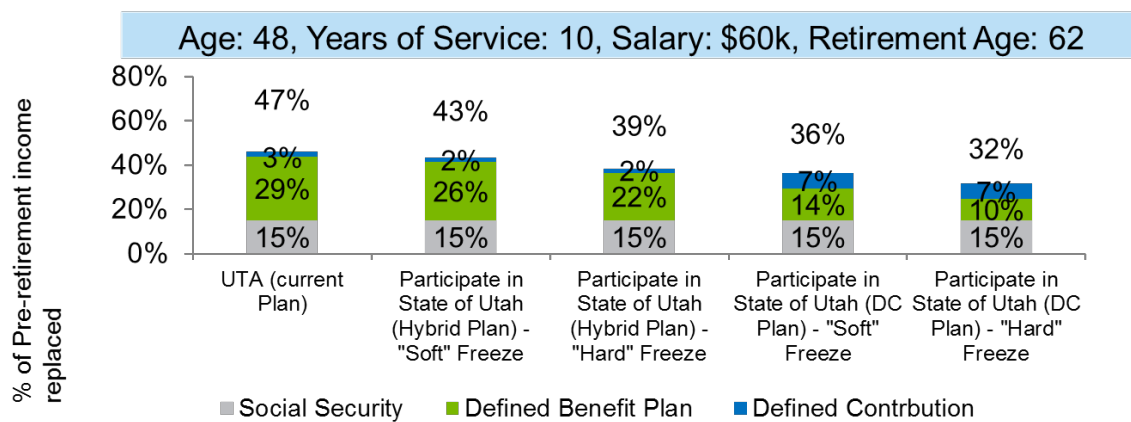 Age: 48, Years of Service: 10, Salary: $60k, Retirement Age: 62
% of Pre-retirement income
replaced
80%
60%
40%
20%
0%
47%
3%
29%
15%
43%
2%
26%
15%
39%
2%
22%
15%
36%
7%
14%
15%
32%
7%
10%
15%
UTA (current
Plan)
Participate in
State of Utah
(Hybrid Plan) -
"Soft" Freeze
Participate in
State of Utah
(Hybrid Plan) -
"Hard" Freeze
Participate in
State of Utah (DC
Plan) - "Soft"
Freeze
Participate in
State of Utah (DC
Plan) - "Hard"
Freeze
Social Security
Defined Benefit Plan
Defined Contrbution